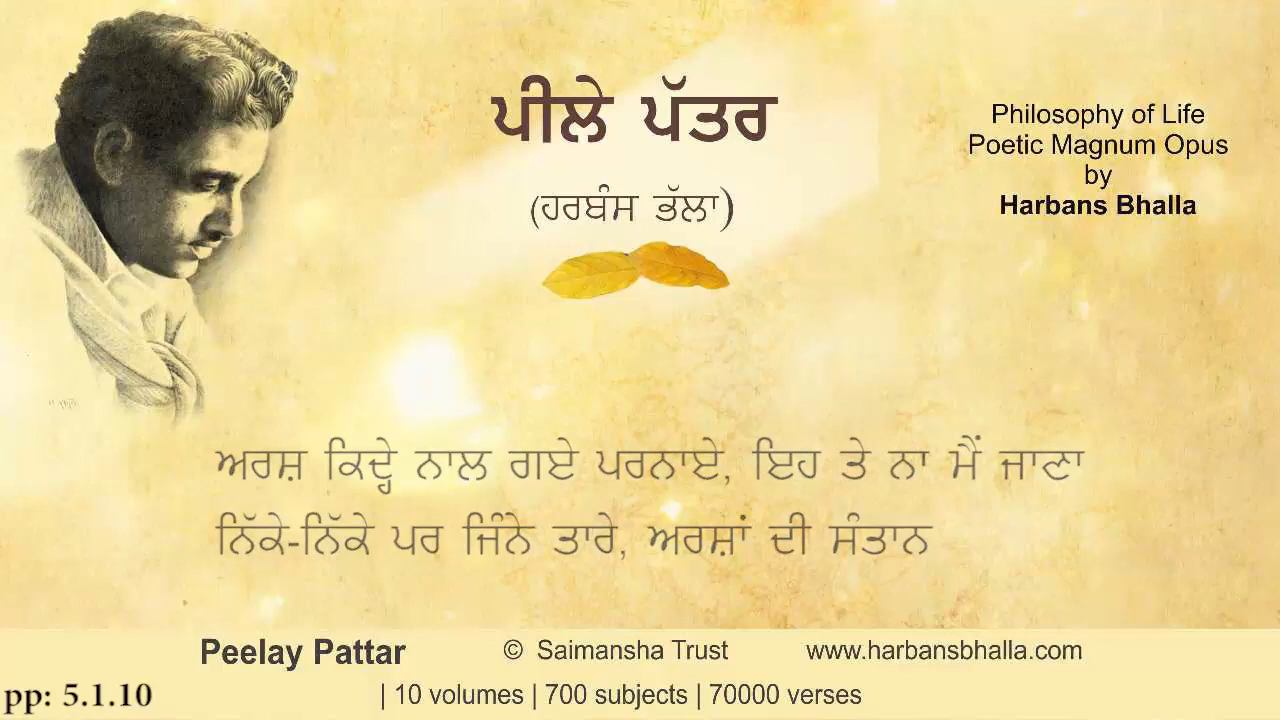 ਪੀਲੇ ਪੱਤਰ
(ਹਰਬੰਸ ਭੱਲਾ)
Philosophy of Life
Poetic Magnum Opus
by
Harbans Bhalla
ਅਰਸ਼ ਕਿਦ੍ਹੇ ਨਾਲ ਗਏ ਪਰਨਾਏ, ਇਹ ਤੇ ਨਾ ਮੈਂ ਜਾਣਾ
ਨਿੱਕੇ-ਨਿੱਕੇ ਪਰ ਜਿੰਨੇ ਤਾਰੇ, ਅਰਸ਼ਾਂ ਦੀ ਸੰਤਾਨ
Peelay Pattar © Saimansha Trust www.harbansbhalla.com
pp: 5.1.10 | 10 volumes | 700 subjects | 70000 verses